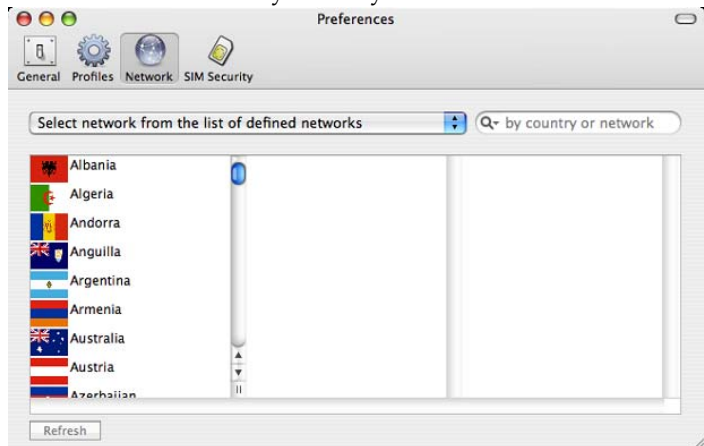 Preferences
General Profiles Network SIM Security
Select network from the list of defined networks
by country or network
Albania
Algeria
Andorra
Anguilla
Argentina
Armenia
Australia
Austria
Azerbaijan
Refresh